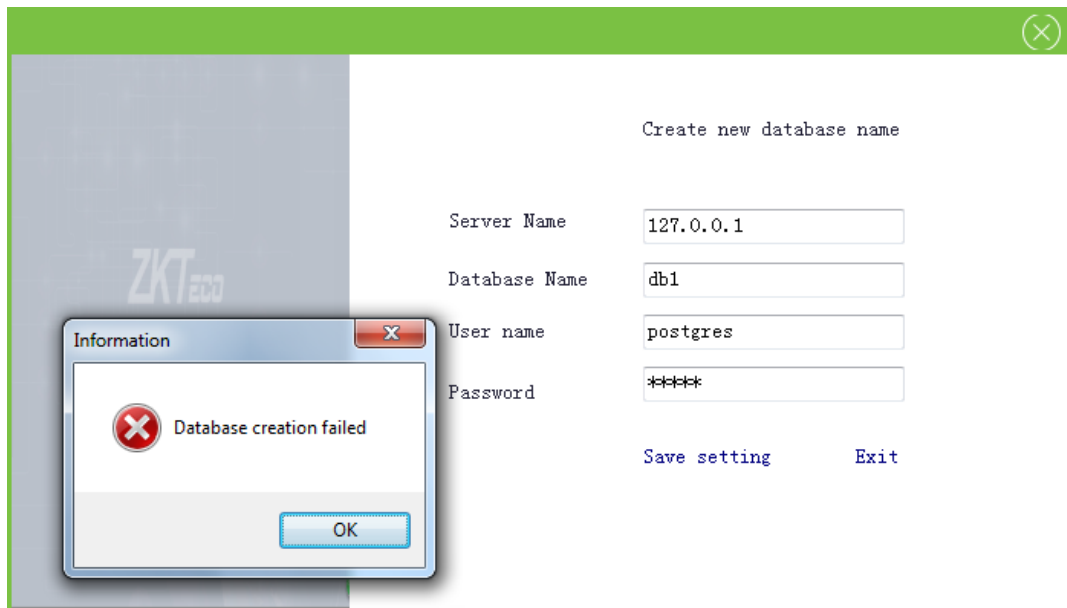 Create new database name
Server Name
127.0.0.1
Database Name
db1
User name
postgres
Password
*****
Save setting Exit
ZKTeco
Information
Database creation failed
OK